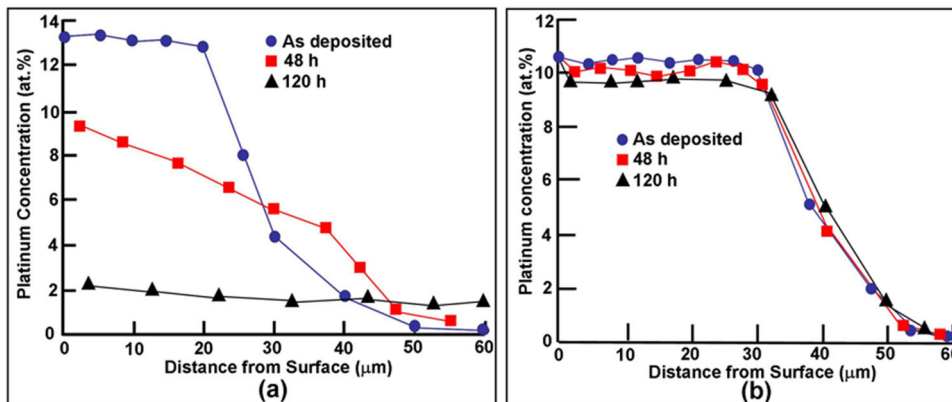 Platinum Concentration (at.%)
14
12
10
8
6
4
2
0
0 10 20 30 40 50 60
Distance from Surface (μm)
As deposited
48 h
120 h
(a)
Platinum concentration (at.%)
12
10
8
6
4
2
0
0 10 20 30 40 50 60
Distance from Surface (μm)
As deposited
48 h
120 h
(b)